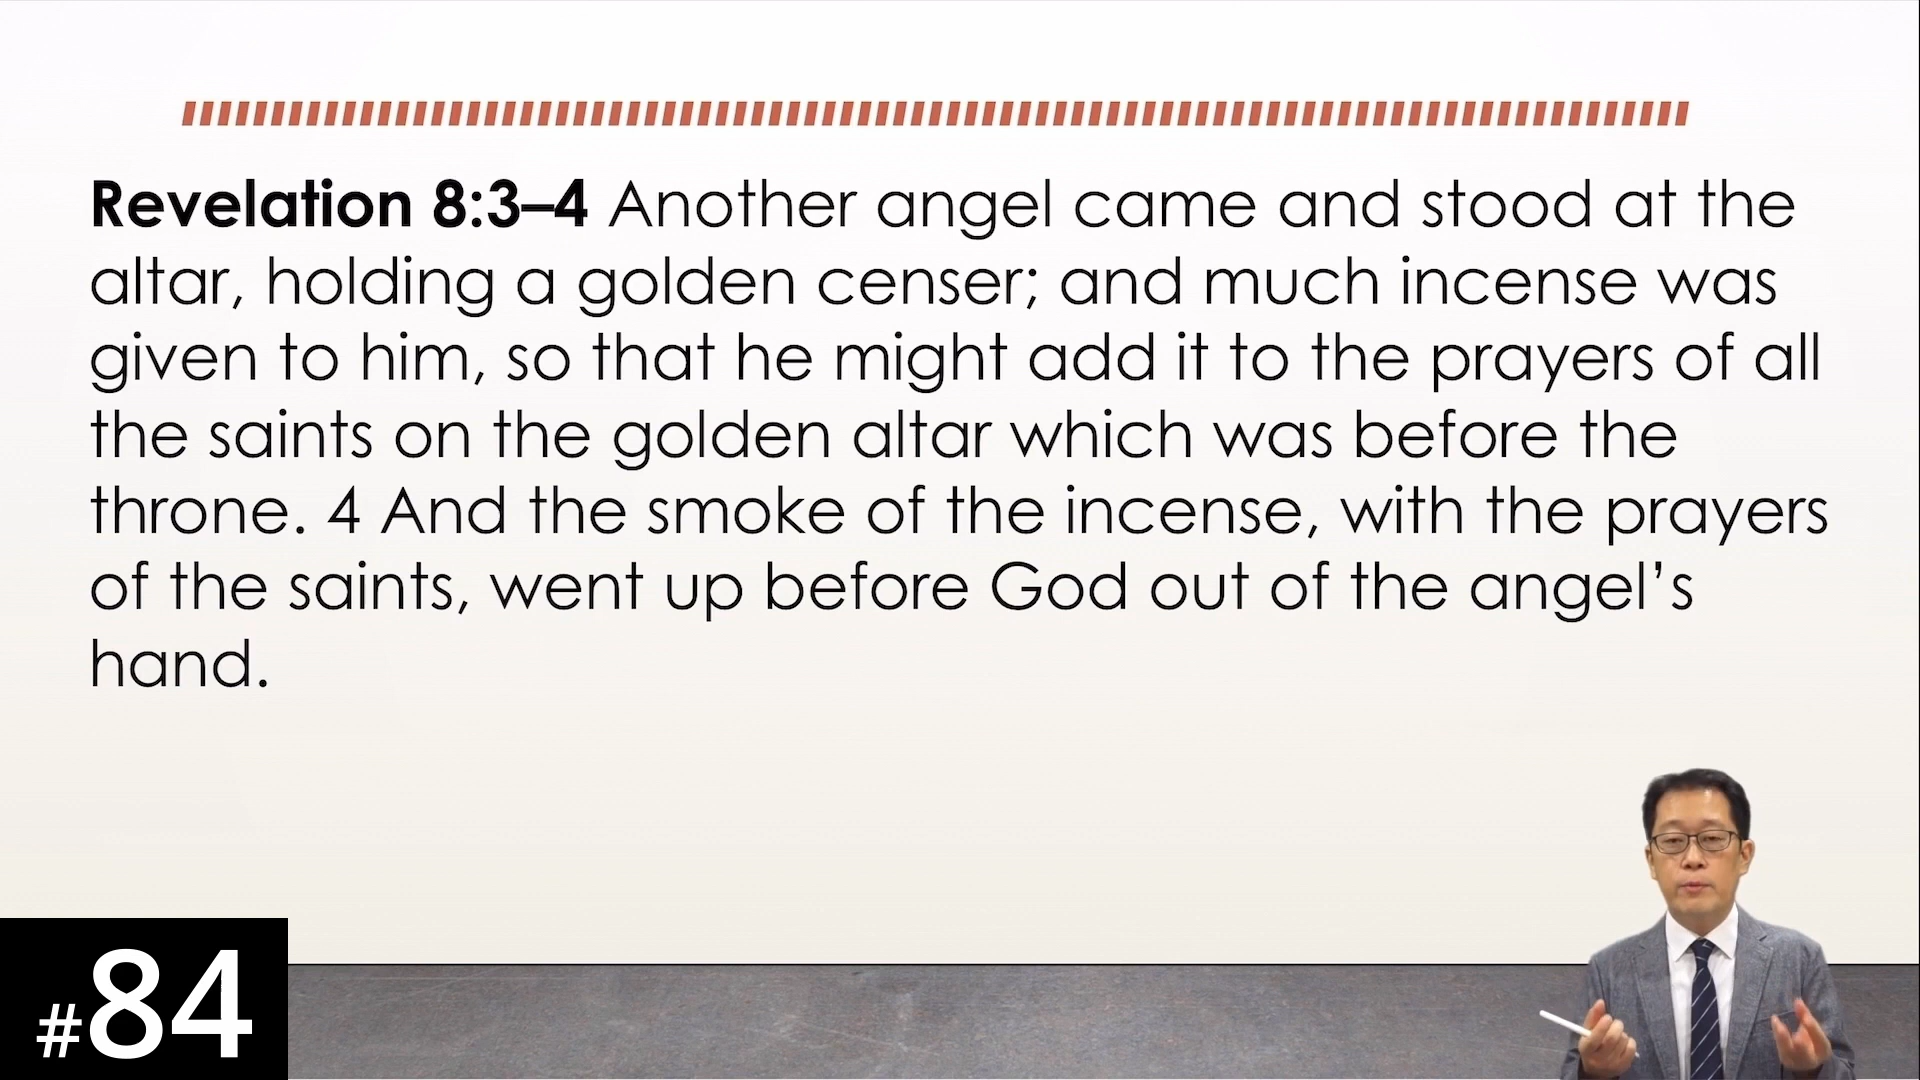 Revelation 8:3–4 Another angel came and stood at the
altar, holding a golden censer; and much incense was
given to him, so that he might add it to the prayers of all
the saints on the golden altar which was before the
throne. 4 And the smoke of the incense, with the prayers
of the saints, went up before God out of the angel’s
hand.
#84